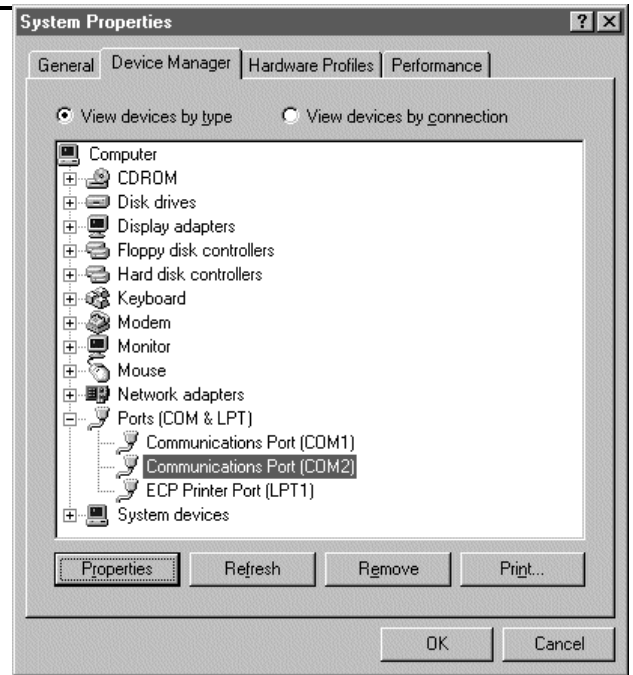 System Properties ? ×
General Device Manager Hardware Profiles Performance
View devices by type View devices by connection
Computer
CDROM
Disk drives
Display adapters
Floppy disk controllers
Hard disk controllers
Keyboard
Modem
Monitor
Mouse
Network adapters
Ports (COM & LPT)
Communications Port (COM1)
Communications Port (COM2)
ECP Printer Port (LPT1)
System devices
Properties Refresh Remove Print...
OK Cancel